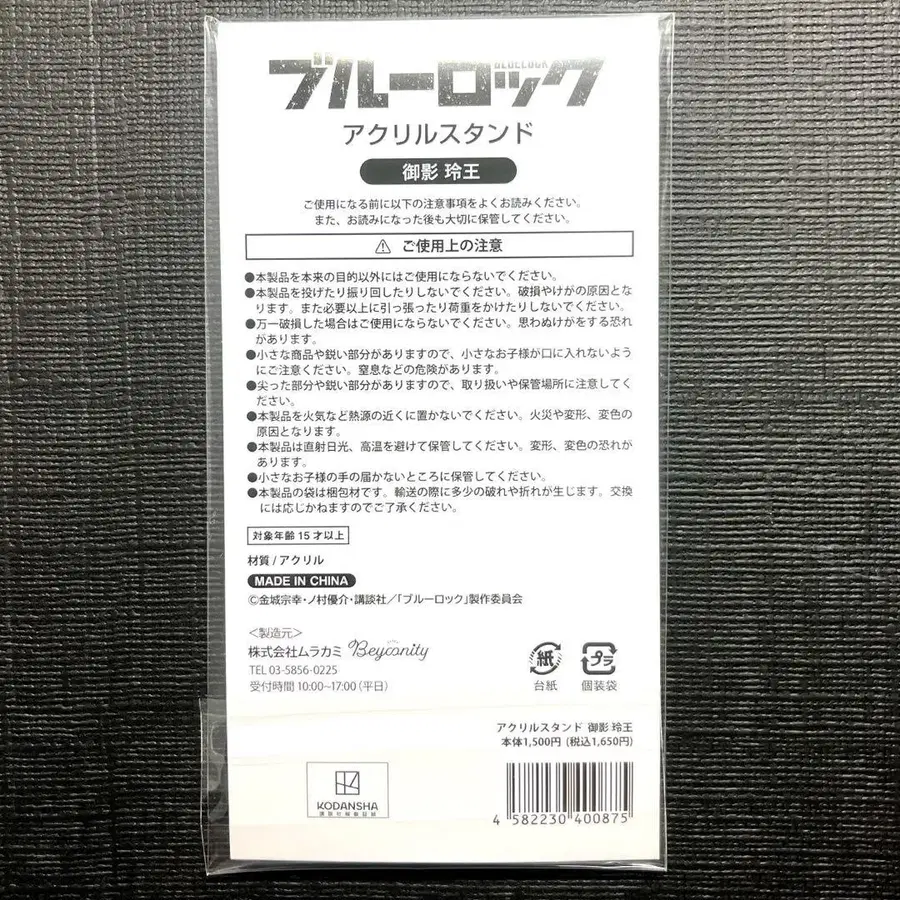 BLUELOCK
ブルーロック
アクリルスタンド
御影 玲王
ご使用になる前に以下の注意事項をよくお読みください。
また、お読みになった後も大切に保管してください。
⚠ ご使用上の注意
●本製品を本来の目的以外にはご使用にならないでください。
●本製品を投げたり振り回したりしないでください。破損やけがの原因とな
ります。また必要以上に引っ張ったり荷重をかけたりしないでください。
●万一破損した場合はご使用にならないでください。思わぬけがをする恐れ
があります。
●小さな商品や鋭い部分がありますので、小さなお子様が口に入れないよう
にご注意ください。窒息などの危険があります。
●尖った部分や鋭い部分がありますので、取り扱いや保管場所に注意してく
ださい。
●本製品を火気など熱源の近くに置かないでください。火災や変形、変色の
原因となります。
●本製品は直射日光、高温を避けて保管してください。変形、変色の恐れが
あります。
●小さなお子様の手の届かないところに保管してください。
●本製品の袋は梱包材です。輸送の際に多少の破れや折れが生じます。交換
には応じかねますのでご了承ください。
対象年齢15才以上
材質/アクリル
MADE IN CHINA
©金城宗幸・ノ村優介・講談社/「ブルーロック」製作委員会
<製造元>
株式会社ムラカミ Beyoonity
TEL 03-5856-0225
受付時間 10:00~17:00 (平日)
紙
台紙
プラ
個装袋
アクリルスタンド 御影 玲王
本体1,500円 (税込1,650円)
KODANSHA
4 582230 400875